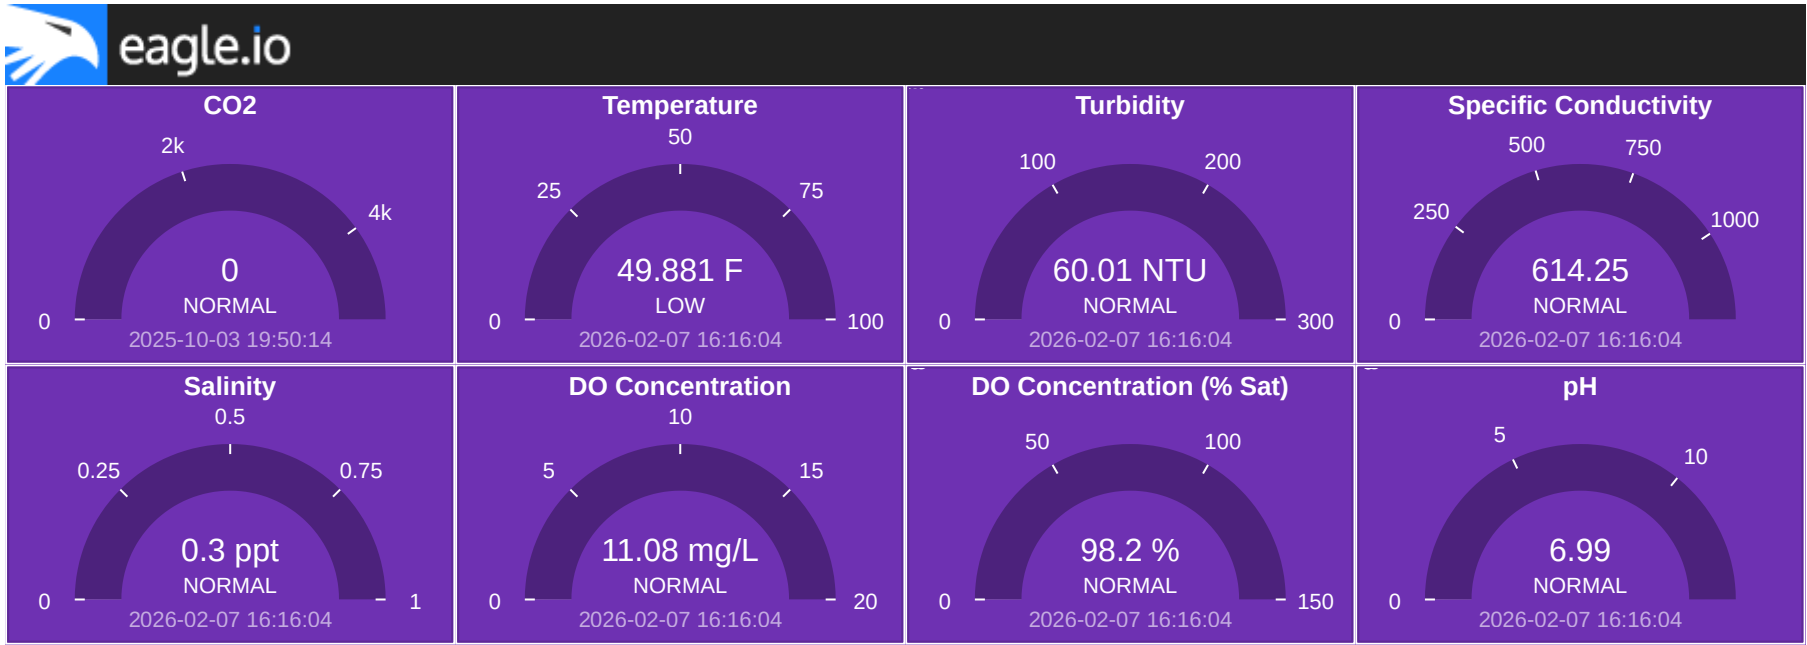 eagle.io
CO2
2k
4k
0
0
NORMAL
2025-10-03 19:50:14
Temperature
50
25
75
49.881 F
LOW
0
100
2026-02-07 16:16:04
Turbidity
100
200
60.01 NTU
NORMAL
0
300
2026-02-07 16:16:04
Specific Conductivity
500
750
250
1000
614.25
NORMAL
0
2026-02-07 16:16:04
Salinity
0.5
0.25
0.75
0.3 ppt
NORMAL
0
1
2026-02-07 16:16:04
DO Concentration
10
5
15
11.08 mg/L
NORMAL
0
20
2026-02-07 16:16:04
DO Concentration (% Sat)
50
100
98.2 %
NORMAL
0
150
2026-02-07 16:16:04
pH
5
10
6.99
NORMAL
0
2026-02-07 16:16:04